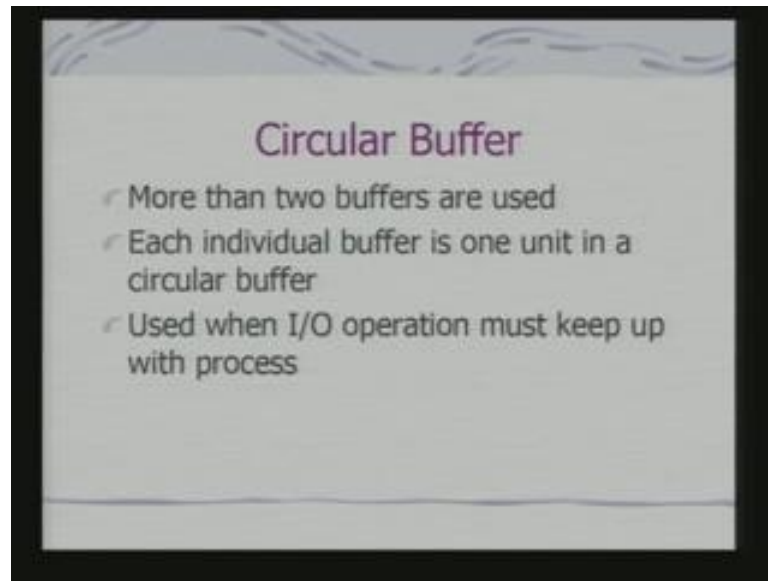 Circular Buffer
More than two buffers are used
Each individual buffer is one unit in a
circular buffer
Used when I/O operation must keep up
with process